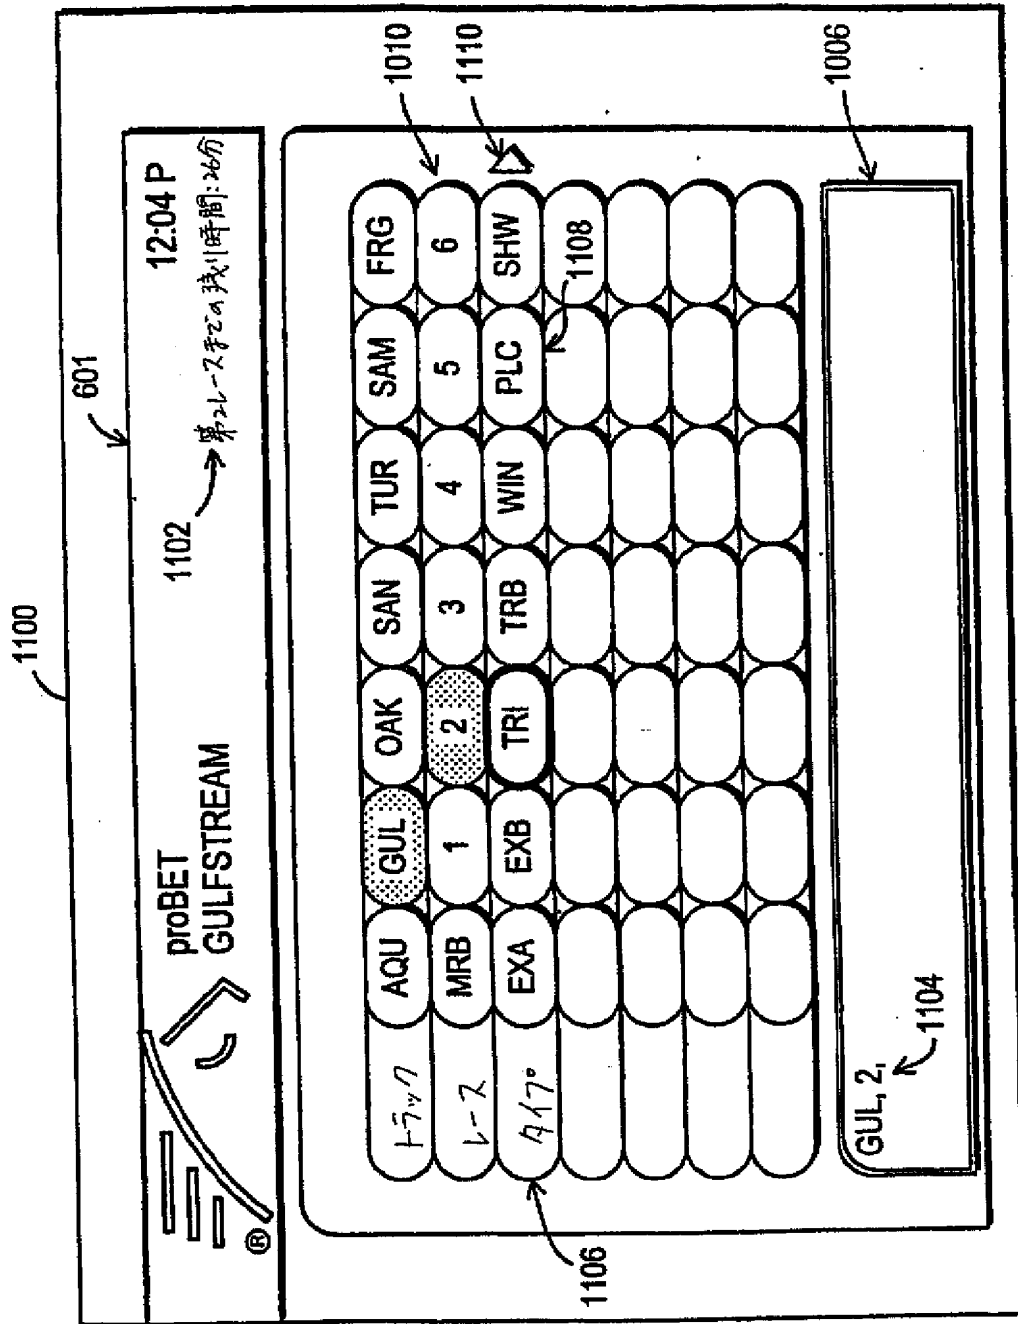 1100
601
proBET
GULFSTREAM
12:04 P
1102
第2レースまでの残り時間:26分
®
トラック AQU GUL OAK SAN TUR SAM FRG
レース MRB 1 2 3 4 5 6
1010
タイプ EXA EXB TRI TRB WIN PLC SHW
1110
1106
1108
GUL, 2,
1104
1006